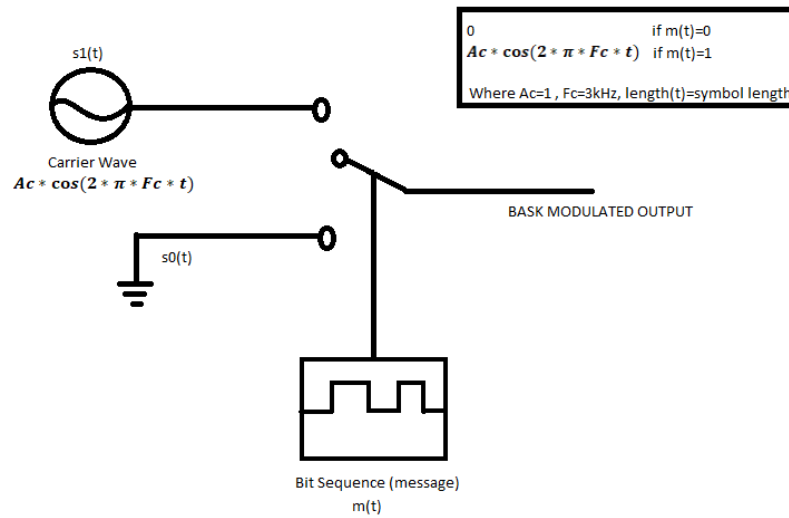 s1(t)
Carrier Wave
Ac * cos(2 * π * Fc * t)
s0(t)
0 if m(t)=0
Ac * cos(2 * π * Fc * t) if m(t)=1
Where Ac=1 , Fc=3kHz, length(t)=symbol length
BASK MODULATED OUTPUT
Bit Sequence (message)
m(t)